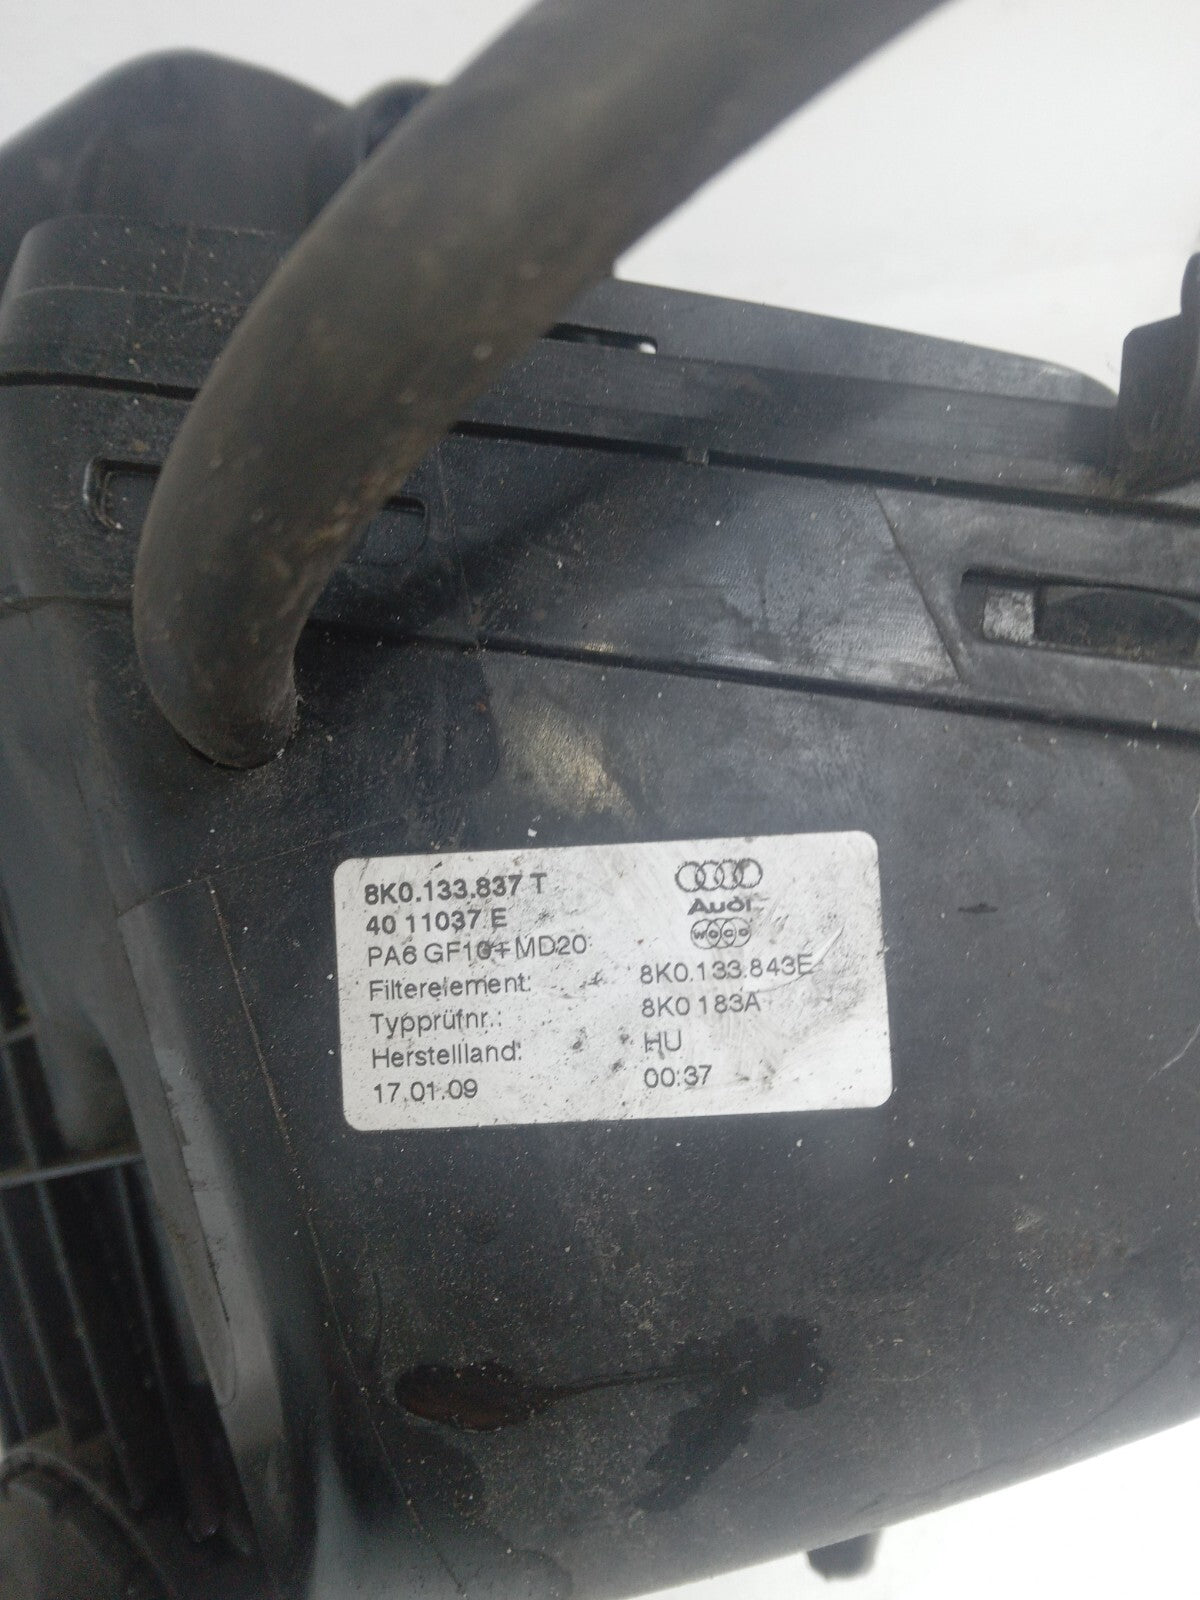 8K0.133.837 T
40 11037 E
PA6 GF10+MD20
Audi
WOCO
Filterelement: 8K0.133.843E
Typprüfnr.: 8K0 183A
Herstellland: HU
17.01.09 00:37